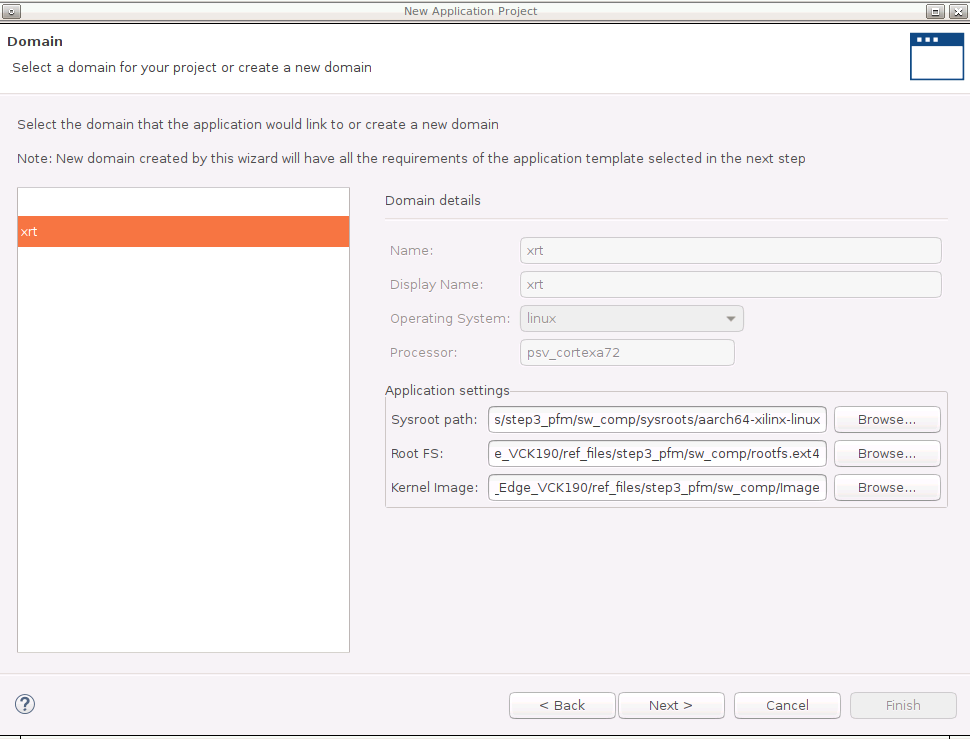 New Application Project
Domain
Select a domain for your project or create a new domain
Select the domain that the application would link to or create a new domain
Note: New domain created by this wizard will have all the requirements of the application template selected in the next step
xrt
Domain details
Name: xrt
Display Name: xrt
Operating System: linux
Processor: psv_cortexa72
Application settings
Sysroot path: s/step3_pfm/sw_comp/sysroots/aarch64-xilinx-linux Browse...
Root FS: e_VCK190/ref_files/step3_pfm/sw_comp/rootfs.ext4 Browse...
Kernel Image: _Edge_VCK190/ref_files/step3_pfm/sw_comp/Image Browse...
? < Back Next > Cancel Finish